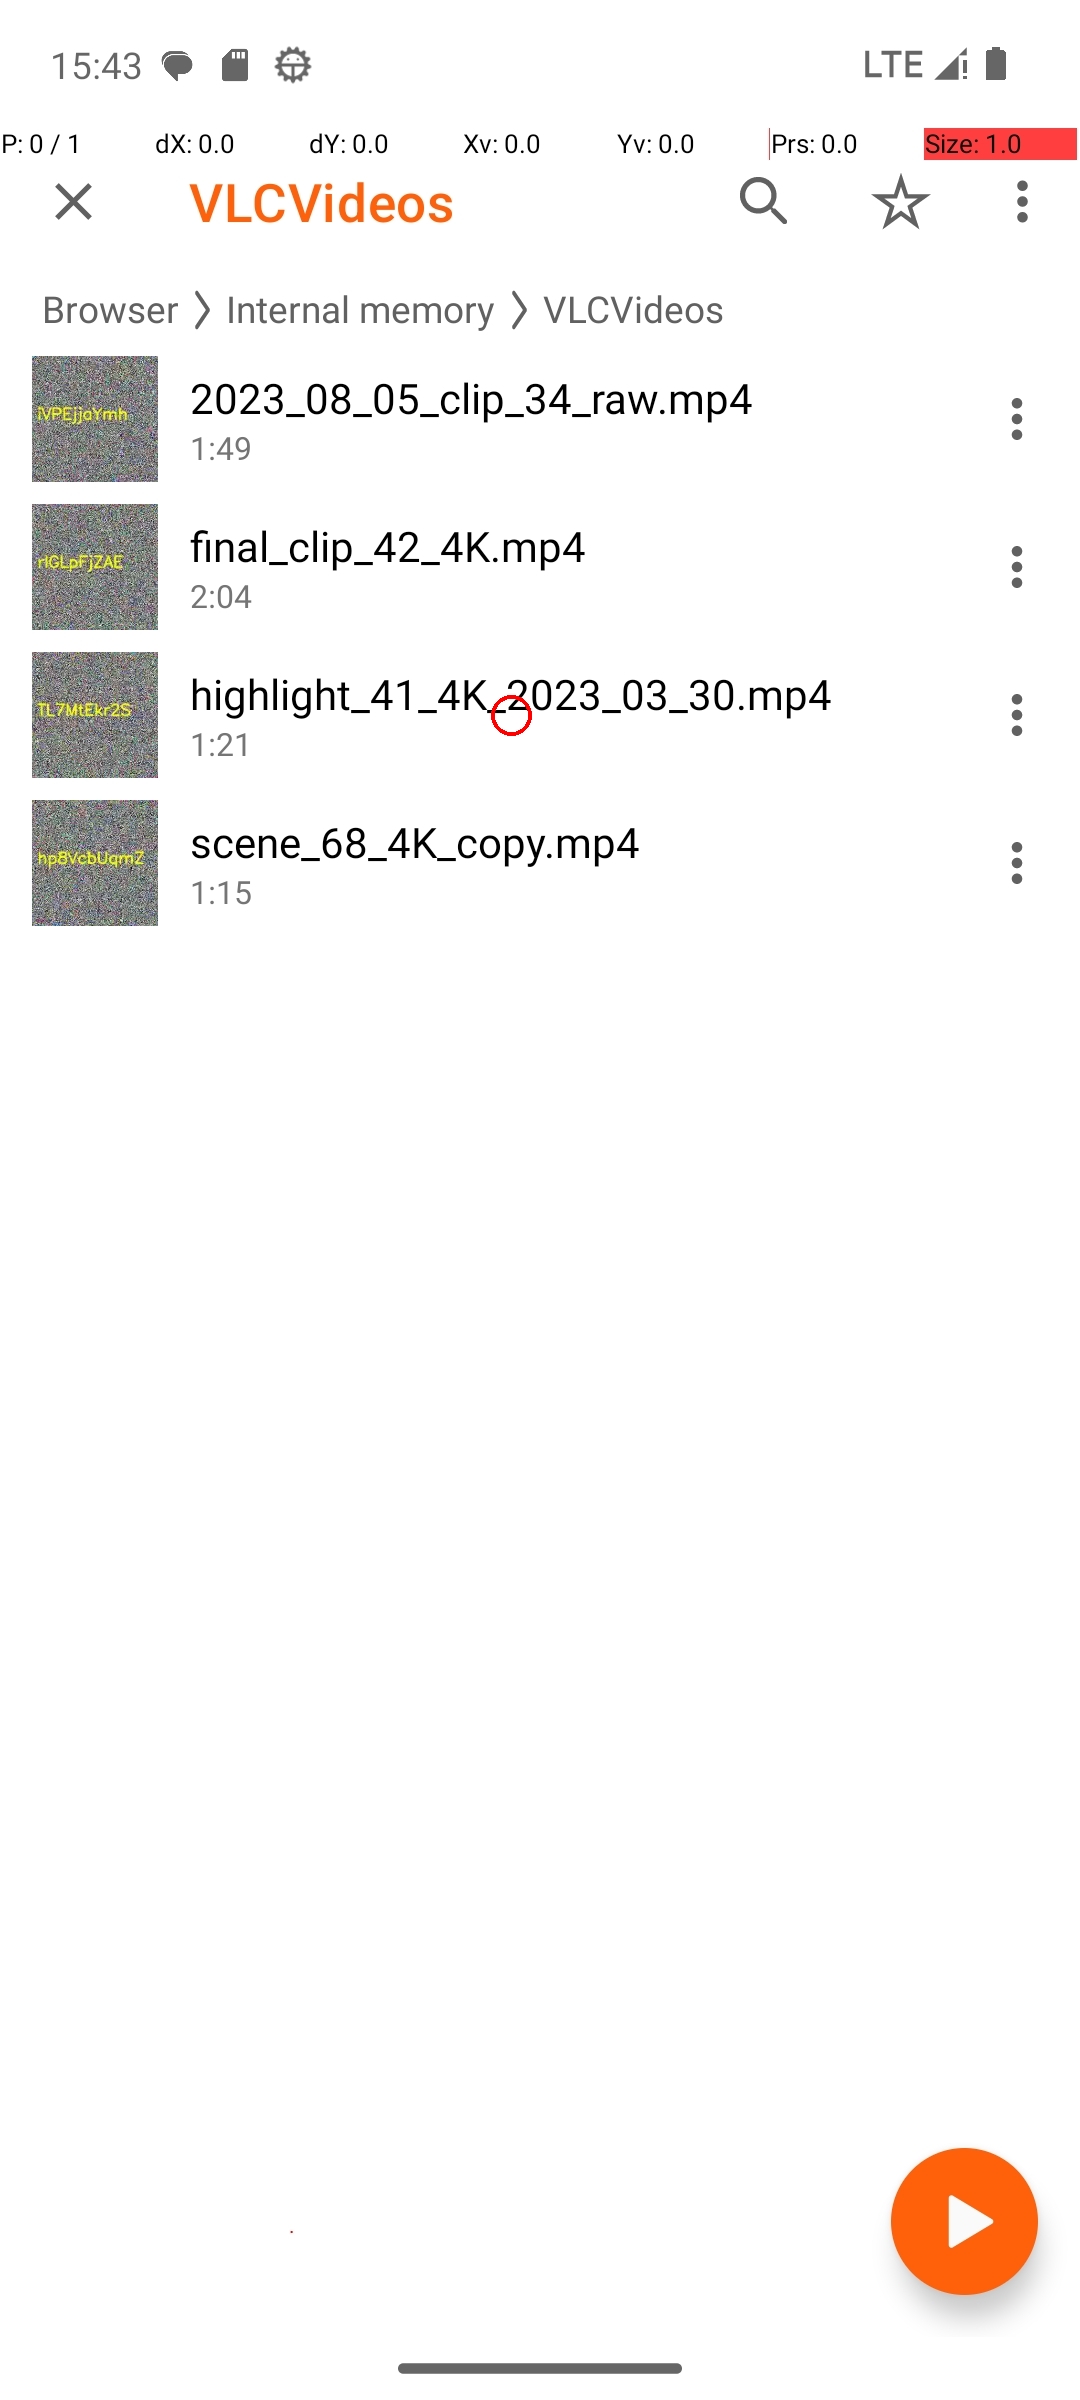 15:43 LTE
P: 0 / 1 dX: 0.0 dY: 0.0 Xv: 0.0 Yv: 0.0 Prs: 0.0 Size: 1.0
VLCVideos
Browser Internal memory VLCVideos
2023_08_05_clip_34_raw.mp4
1:49
final_clip_42_4K.mp4
rIGLpFjZAE
2:04
highlight_41_4K_2023_03_30.mp4
TL7MtEkr2S
1:21
scene_68_4K_copy.mp4
hp8VcbUqmZ
1:15